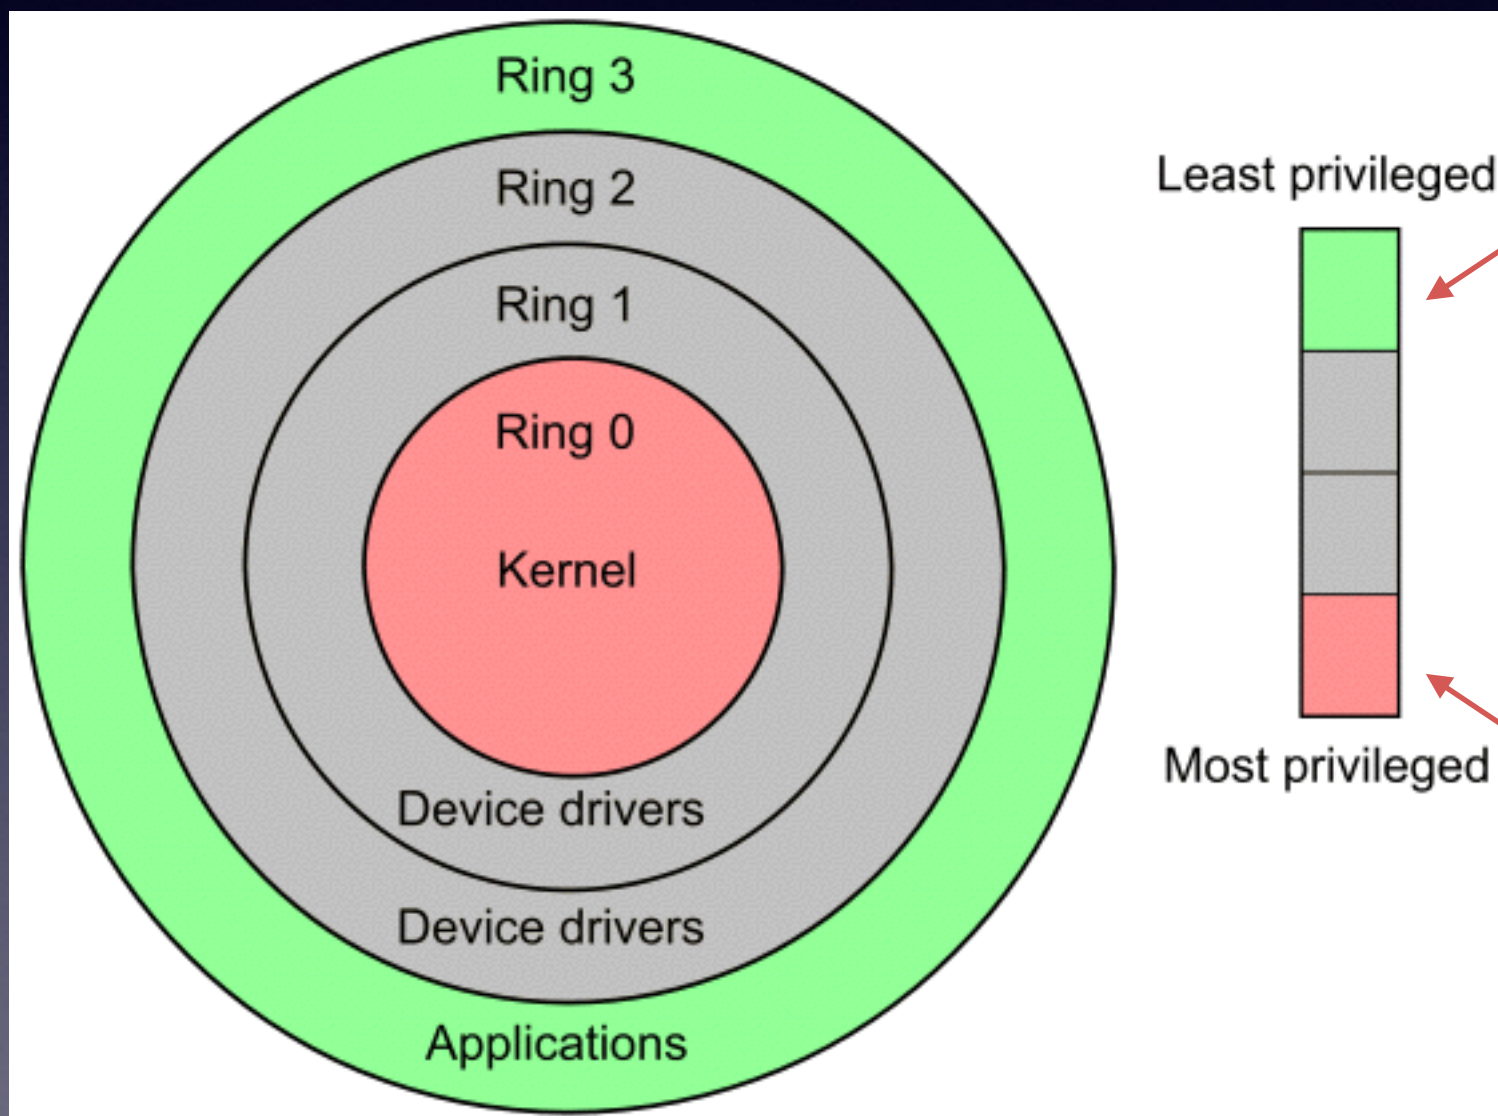 Ring 3
Ring 2
Ring 1
Ring 0
Kernel
Device drivers
Device drivers
Applications
Least privileged
Most privileged